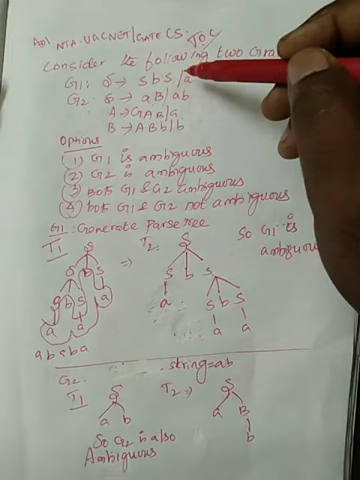 NTA-UGCNET/GATE CS: TOC
Consider the following two Gra
G1: S → SbS/a
G2: S → aB/ab
A → GAB/a
B → ABb/b
Options
(1) G1 is ambiguous
(2) G2 is ambiguous
(3) both G1 & G2 ambiguous
(4) both G1 & G2 not ambiguous
G1: Generate Parse tree
T1 S ⇒ T2 S So G1 is
S b S S b S ambiguous
S b S a a S b S
a a a a
ababa
G2: string=ab
T1 S T2 ⇒ S
a b a B
b
So G2 is also
Ambiguous